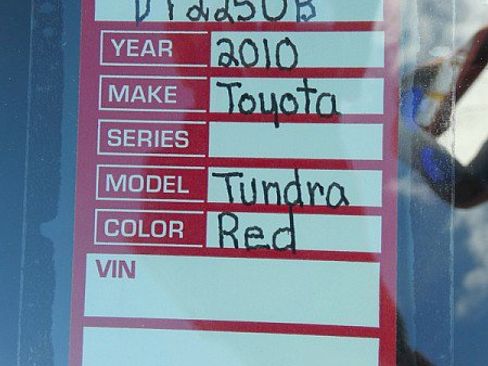 YEAR 2010
MAKE Toyota
SERIES
MODEL Tundra
COLOR Red
VIN